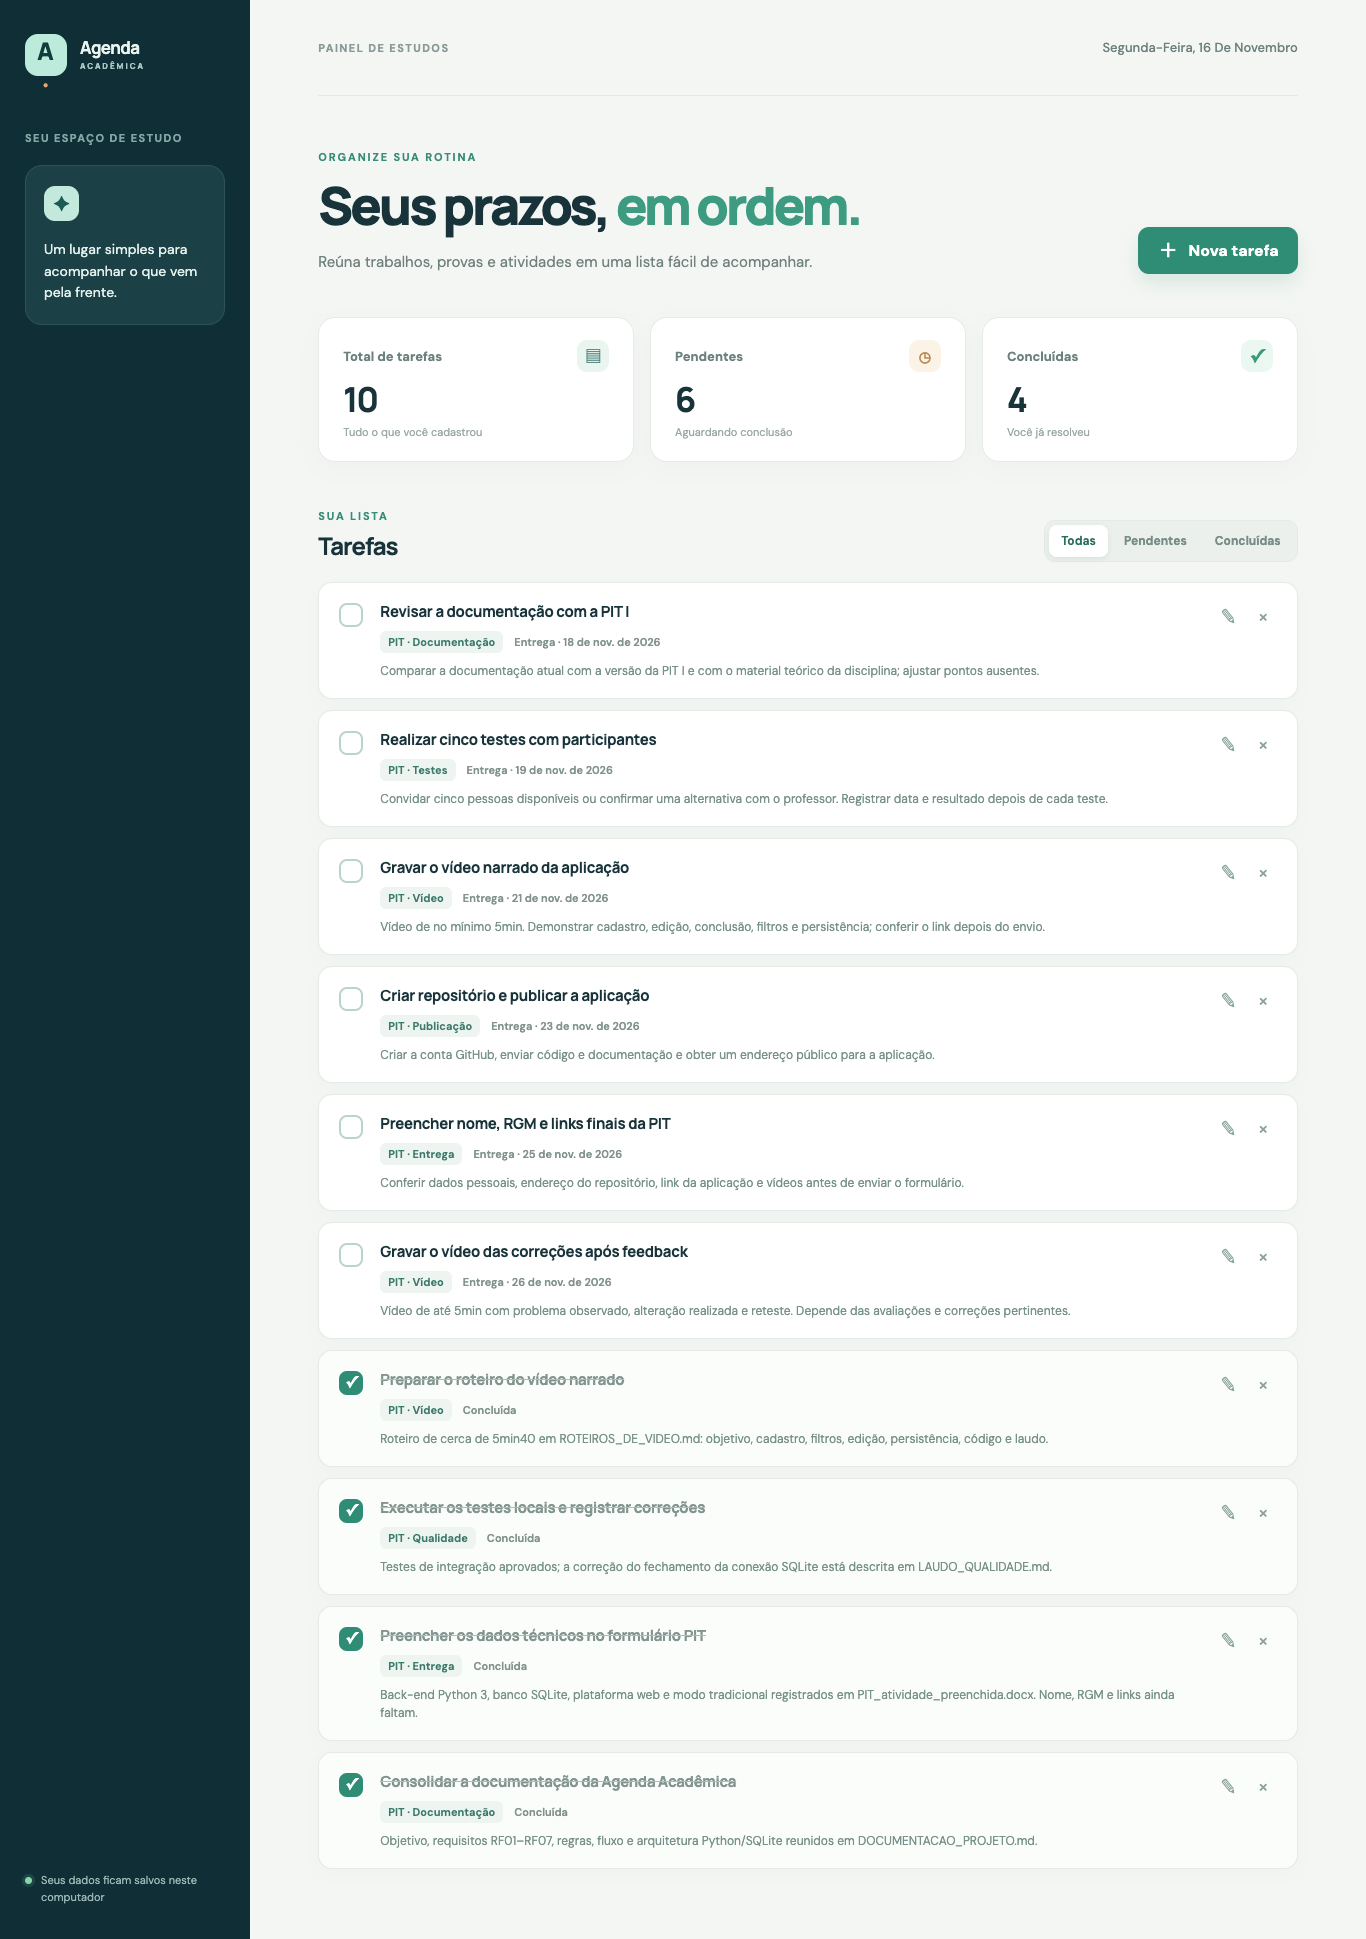 A
Agenda
ACADÊMICA
SEU ESPAÇO DE ESTUDO
Um lugar simples para
acompanhar o que vem
pela frente.
Seus dados ficam salvos neste
computador
PAINEL DE ESTUDOS
Segunda-Feira, 16 De Novembro
ORGANIZE SUA ROTINA
Seus prazos, em ordem.
Reúna trabalhos, provas e atividades em uma lista fácil de acompanhar.
+ Nova tarefa
Total de tarefas
10
Tudo o que você cadastrou
Pendentes
6
Aguardando conclusão
Concluídas
4
Você já resolveu
SUA LISTA
Tarefas
Todas
Pendentes
Concluídas
Revisar a documentação com a PIT I
PIT · Documentação Entrega · 18 de nov. de 2026
Comparar a documentação atual com a versão da PIT I e com o material teórico da disciplina; ajustar pontos ausentes.
Realizar cinco testes com participantes
PIT · Testes Entrega · 19 de nov. de 2026
Convidar cinco pessoas disponíveis ou confirmar uma alternativa com o professor. Registrar data e resultado depois de cada teste.
Gravar o vídeo narrado da aplicação
PIT · Vídeo Entrega · 21 de nov. de 2026
Vídeo de no mínimo 5min. Demonstrar cadastro, edição, conclusão, filtros e persistência; conferir o link depois do envio.
Criar repositório e publicar a aplicação
PIT · Publicação Entrega · 23 de nov. de 2026
Criar a conta GitHub, enviar código e documentação e obter um endereço público para a aplicação.
Preencher nome, RGM e links finais da PIT
PIT · Entrega Entrega · 25 de nov. de 2026
Conferir dados pessoais, endereço do repositório, link da aplicação e vídeos antes de enviar o formulário.
Gravar o vídeo das correções após feedback
PIT · Vídeo Entrega · 26 de nov. de 2026
Vídeo de até 5min com problema observado, alteração realizada e reteste. Depende das avaliações e correções pertinentes.
Preparar o roteiro do vídeo narrado
PIT · Vídeo Concluída
Roteiro de cerca de 5min40 em ROTEIROS_DE_VIDEO.md: objetivo, cadastro, filtros, edição, persistência, código e laudo.
Executar os testes locais e registrar correções
PIT · Qualidade Concluída
Testes de integração aprovados; a correção do fechamento da conexão SQLite está descrita em LAUDO_QUALIDADE.md.
Preencher os dados técnicos no formulário PIT
PIT · Entrega Concluída
Back-end Python 3, banco SQLite, plataforma web e modo tradicional registrados em PIT_atividade_preenchida.docx. Nome, RGM e links ainda
faltam.
Consolidar a documentação da Agenda Acadêmica
PIT · Documentação Concluída
Objetivo, requisitos RF01–RF07, regras, fluxo e arquitetura Python/SQLite reunidos em DOCUMENTACAO_PROJETO.md.